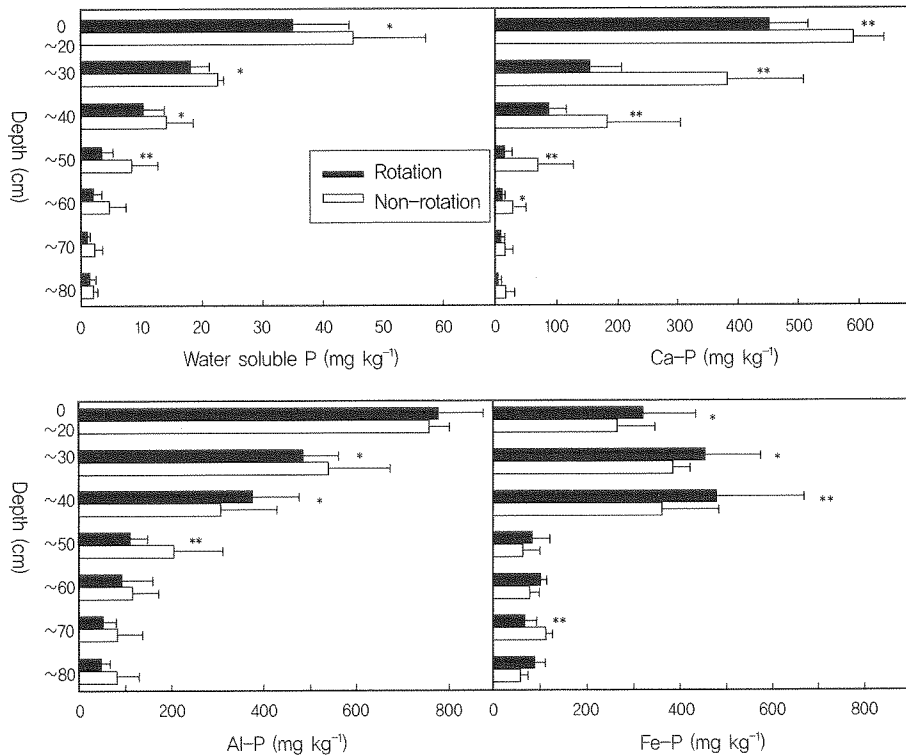 0
~20
~30
~40
~50
~60
~70
~80
Depth (cm)
*
*
*
**
Rotation
Non-rotation
0 10 20 30 40 50 60
Water soluble P (mg kg⁻¹)
**
**
**
**
*
0 100 200 300 400 500 600
Ca-P (mg kg⁻¹)
0
~20
~30
~40
~50
~60
~70
~80
Depth (cm)
*
*
**
0 200 400 600 800
Al-P (mg kg⁻¹)
*
*
**
**
0 200 400 600 800
Fe-P (mg kg⁻¹)